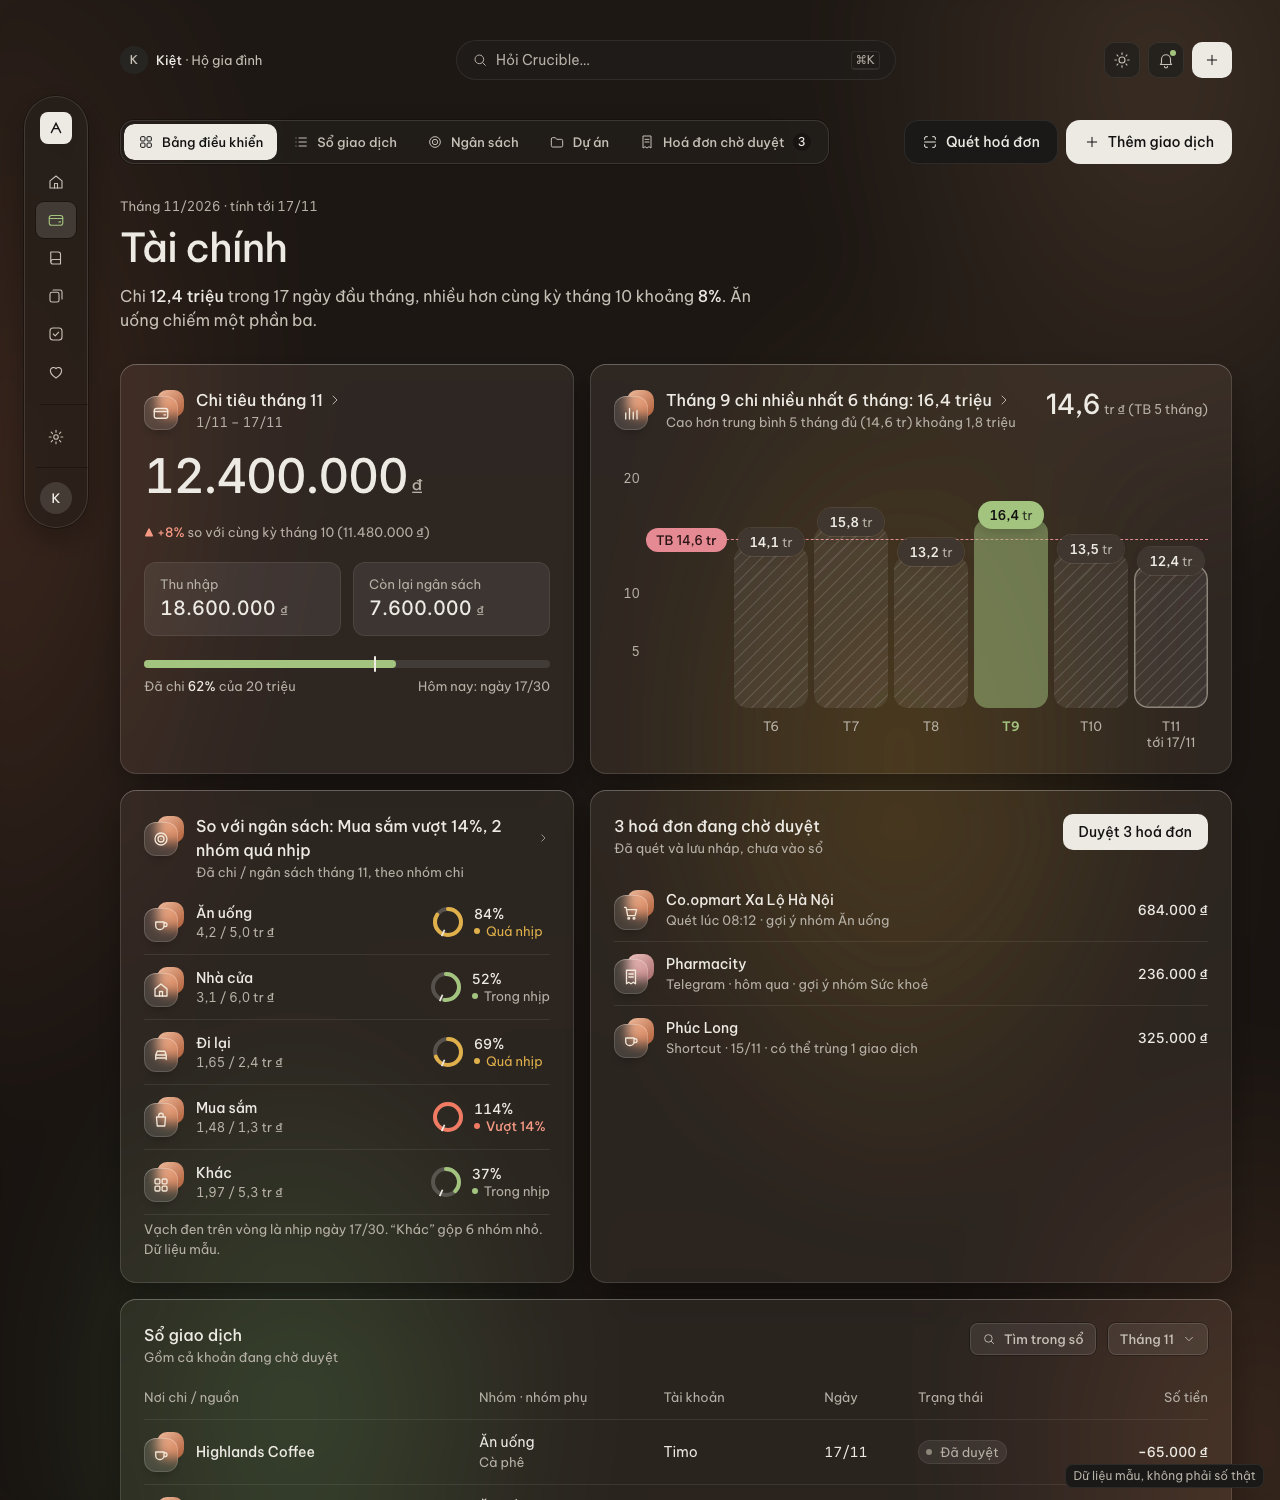 K Kiệt · Hộ gia đình
Hỏi Crucible... ⌘K
Bảng điều khiển
Sổ giao dịch
Ngân sách
Dự án
Hoá đơn chờ duyệt 3
Quét hoá đơn
Thêm giao dịch
K
Tháng 11/2026 · tính tới 17/11
Tài chính
Chi 12,4 triệu trong 17 ngày đầu tháng, nhiều hơn cùng kỳ tháng 10 khoảng 8%. Ăn
uống chiếm một phần ba.
Chi tiêu tháng 11
1/11 – 17/11
12.400.000 ₫
▲ +8% so với cùng kỳ tháng 10 (11.480.000 ₫)
Thu nhập
18.600.000 ₫
Còn lại ngân sách
7.600.000 ₫
Đã chi 62% của 20 triệu
Hôm nay: ngày 17/30
Tháng 9 chi nhiều nhất 6 tháng: 16,4 triệu
Cao hơn trung bình 5 tháng đủ (14,6 tr) khoảng 1,8 triệu
14,6 tr ₫ (TB 5 tháng)
20
10
5
TB 14,6 tr
14,1 tr
15,8 tr
13,2 tr
16,4 tr
13,5 tr
12,4 tr
T6
T7
T8
T9
T10
T11
tới 17/11
So với ngân sách: Mua sắm vượt 14%, 2
nhóm quá nhịp
Đã chi / ngân sách tháng 11, theo nhóm chi
Ăn uống
4,2 / 5,0 tr ₫
84%
Quá nhịp
Nhà cửa
3,1 / 6,0 tr ₫
52%
Trong nhịp
Đi lại
1,65 / 2,4 tr ₫
69%
Quá nhịp
Mua sắm
1,48 / 1,3 tr ₫
114%
Vượt 14%
Khác
1,97 / 5,3 tr ₫
37%
Trong nhịp
Vạch đen trên vòng là nhịp ngày 17/30. “Khác” gộp 6 nhóm nhỏ.
Dữ liệu mẫu.
3 hoá đơn đang chờ duyệt
Đã quét và lưu nháp, chưa vào sổ
Duyệt 3 hoá đơn
Co.opmart Xa Lộ Hà Nội
Quét lúc 08:12 · gợi ý nhóm Ăn uống
684.000 ₫
Pharmacity
Telegram · hôm qua · gợi ý nhóm Sức khoẻ
236.000 ₫
Phúc Long
Shortcut · 15/11 · có thể trùng 1 giao dịch
325.000 ₫
Sổ giao dịch
Gồm cả khoản đang chờ duyệt
Tìm trong sổ
Tháng 11
Nơi chi / nguồn
Nhóm · nhóm phụ
Tài khoản
Ngày
Trạng thái
Số tiền
Highlands Coffee
Ăn uống
Cà phê
Timo
17/11
Đã duyệt
−65.000 ₫
Dữ liệu mẫu, không phải số thật